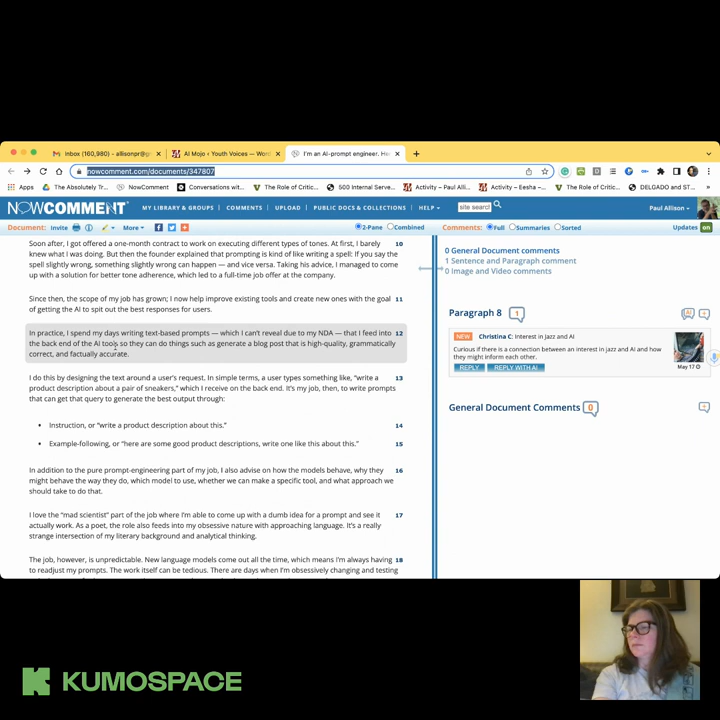 Inbox (160,980) - allisonpr@g
AI Mojo ‹ Youth Voices — Wor
I'm an AI-prompt engineer. He
nowcomment.com/documents/347807
Apps
The Absolutely Tr...
NowComment
Conversations wit...
The Role of Critic...
500 Internal Serve...
Activity – Paul Alli...
Activity – Eesha –...
The Role of Critic...
DELGADO and ST...
NOWCOMMENT
MY LIBRARY & GROUPS
COMMENTS
UPLOAD
PUBLIC DOCS & COLLECTIONS
HELP
site search
Paul Allison
Document: Invite
More
2-Pane
Combined
Comments: Full Summaries Sorted
Updates on
Soon after, I got offered a one-month contract to work on executing different types of tones. At first, I barely 10
knew what I was doing. But then the founder explained that prompting is kind of like writing a spell: If you say the
spell slightly wrong, something slightly wrong can happen — and vice versa. Taking his advice, I managed to come
up with a solution for better tone adherence, which led to a full-time job offer at the company.
Since then, the scope of my job has grown; I now help improve existing tools and create new ones with the goal 11
of getting the AI to spit out the best responses for users.
In practice, I spend my days writing text-based prompts — which I can't reveal due to my NDA — that I feed into 12
the back end of the AI tools so they can do things such as generate a blog post that is high-quality, grammatically
correct, and factually accurate.
I do this by designing the text around a user's request. In simple terms, a user types something like, "write a 13
product description about a pair of sneakers," which I receive on the back end. It's my job, then, to write prompts
that can get that query to generate the best output through:
• Instruction, or "write a product description about this." 14
• Example-following, or "here are some good product descriptions, write one like this about this." 15
In addition to the pure prompt-engineering part of my job, I also advise on how the models behave, why they 16
might behave the way they do, which model to use, whether we can make a specific tool, and what approach we
should take to do that.
I love the "mad scientist" part of the job where I'm able to come up with a dumb idea for a prompt and see it 17
actually work. As a poet, the role also feeds into my obsessive nature with approaching language. It's a really
strange intersection of my literary background and analytical thinking.
The job, however, is unpredictable. New language models come out all the time, which means I'm always having 18
to readjust my prompts. The work itself can be tedious. There are days when I'm obsessively changing and testing
0 General Document comments
1 Sentence and Paragraph comment
0 Image and Video comments
Paragraph 8 1
NEW Christina C: Interest in Jazz and AI
Curious if there is a connection between an interest in jazz and AI and how
they might inform each other.
REPLY REPLY WITH AI
May 17
General Document Comments 0
KUMOSPACE